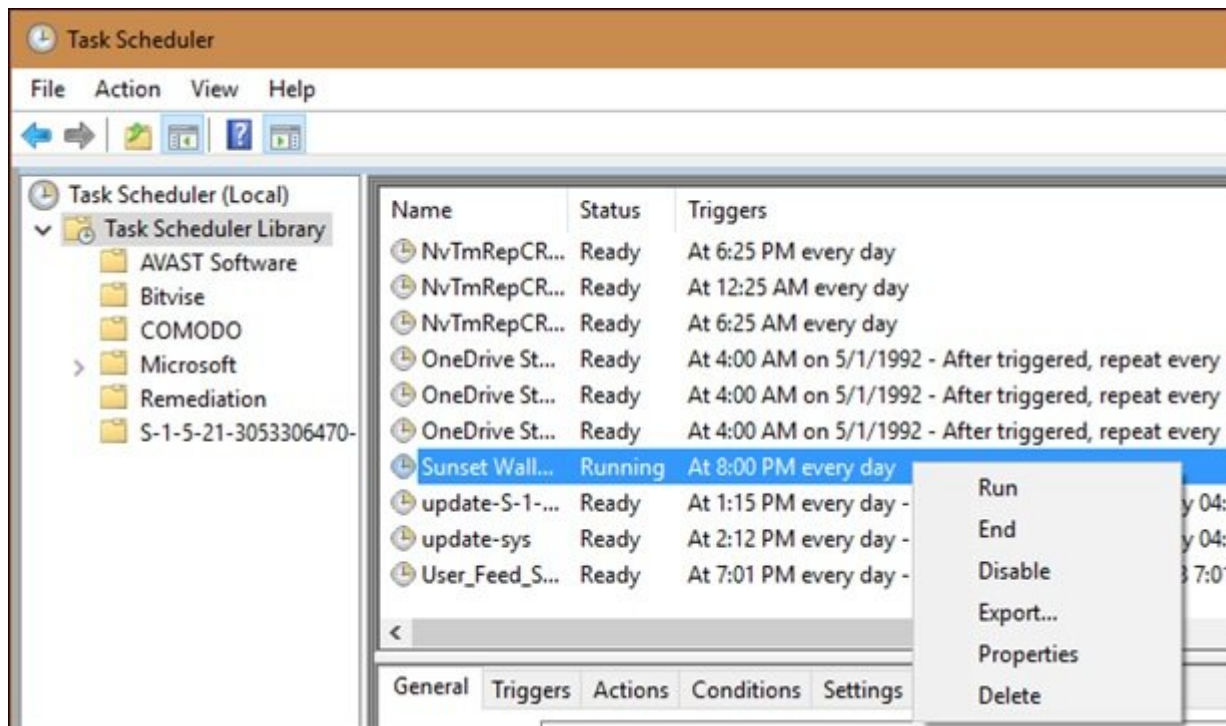 Task Scheduler
File Action View Help
Task Scheduler (Local)
Task Scheduler Library
AVAST Software
Bitvise
COMODO
Microsoft
Remediation
S-1-5-21-3053306470-
Name Status Triggers
NvTmRepCR... Ready At 6:25 PM every day
NvTmRepCR... Ready At 12:25 AM every day
NvTmRepCR... Ready At 6:25 AM every day
OneDrive St... Ready At 4:00 AM on 5/1/1992 - After triggered, repeat every
OneDrive St... Ready At 4:00 AM on 5/1/1992 - After triggered, repeat every
OneDrive St... Ready At 4:00 AM on 5/1/1992 - After triggered, repeat every
Sunset Wall... Running At 8:00 PM every day
update-S-1-... Ready At 1:15 PM every day - y 04:
update-sys Ready At 2:12 PM every day - y 04:
User_Feed_S... Ready At 7:01 PM every day - 7:01
Run
End
Disable
Export...
Properties
Delete
General Triggers Actions Conditions Settings